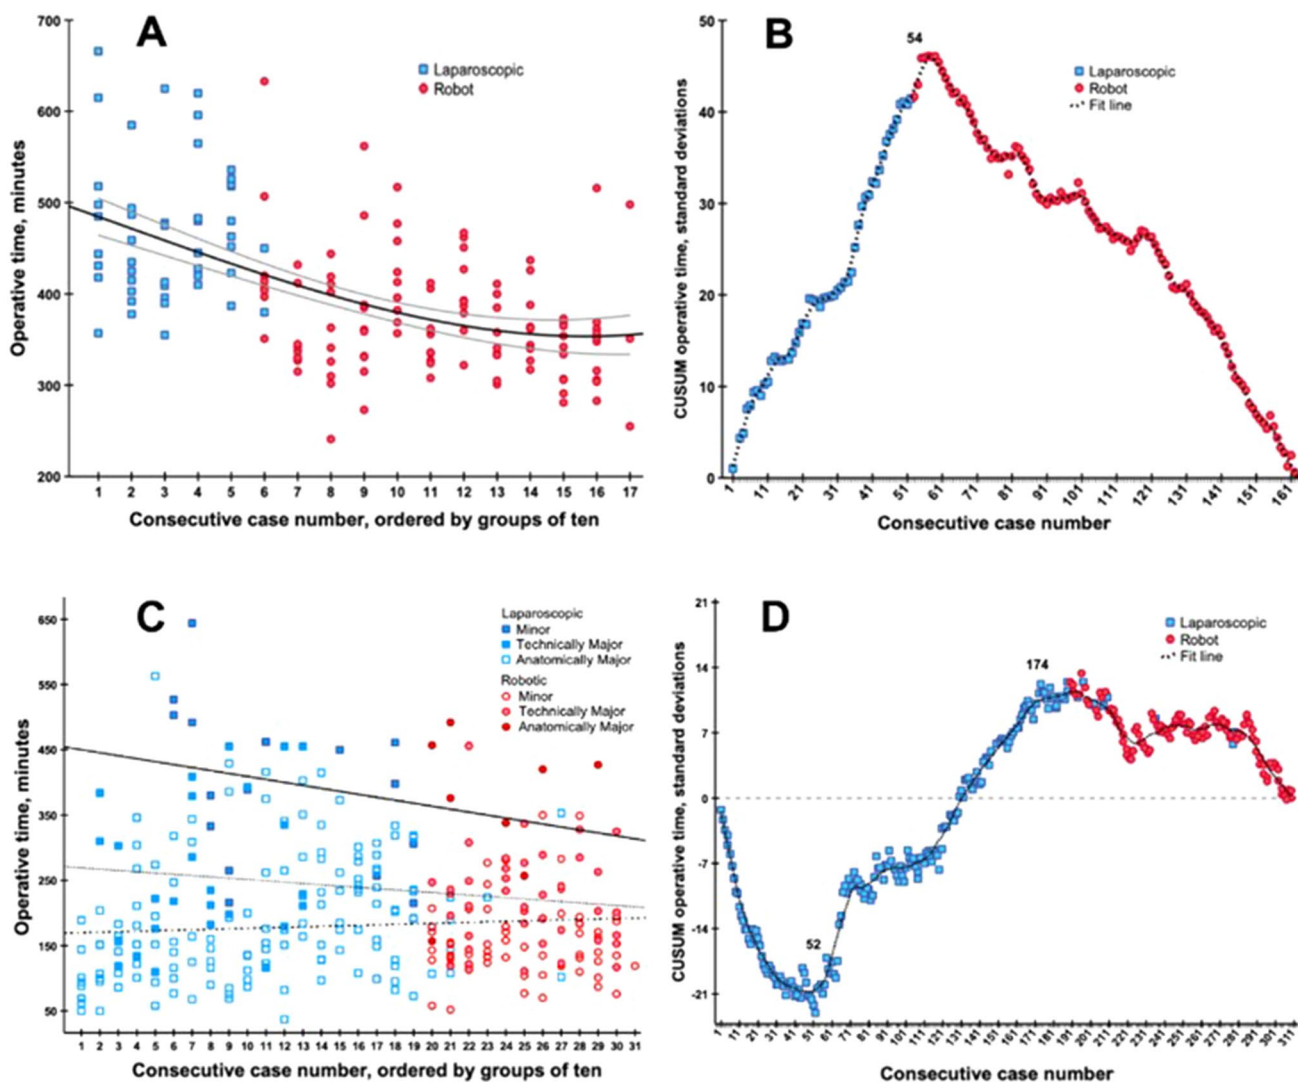 A
700
600
500
400
300
200
Operative time, minutes
Laparoscopic
Robot
1 2 3 4 5 6 7 8 9 10 11 12 13 14 15 16 17
Consecutive case number, ordered by groups of ten
B
50
40
30
20
10
0
CUSUM operative time, standard deviations
54
Laparoscopic
Robot
Fit line
1 11 21 31 41 51 61 71 81 91 101 111 121 131 141 151 161
Consecutive case number
C
650
550
450
350
250
150
50
Operative time, minutes
Laparoscopic
Minor
Technically Major
Anatomically Major
Robotic
Minor
Technically Major
Anatomically Major
1 2 3 4 5 6 7 8 9 10 11 12 13 14 15 16 17 18 19 20 21 22 23 24 25 26 27 28 29 30 31
Consecutive case number, ordered by groups of ten
D
21
14
7
0
-7
-14
-21
CUSUM operative time, standard deviations
174
52
Laparoscopic
Robot
Fit line
1 11 21 31 41 51 61 71 81 91 101 111 121 131 141 151 161 171 181 191 201 211 221 231 241 251 261 271 281 291 301 311
Consecutive case number